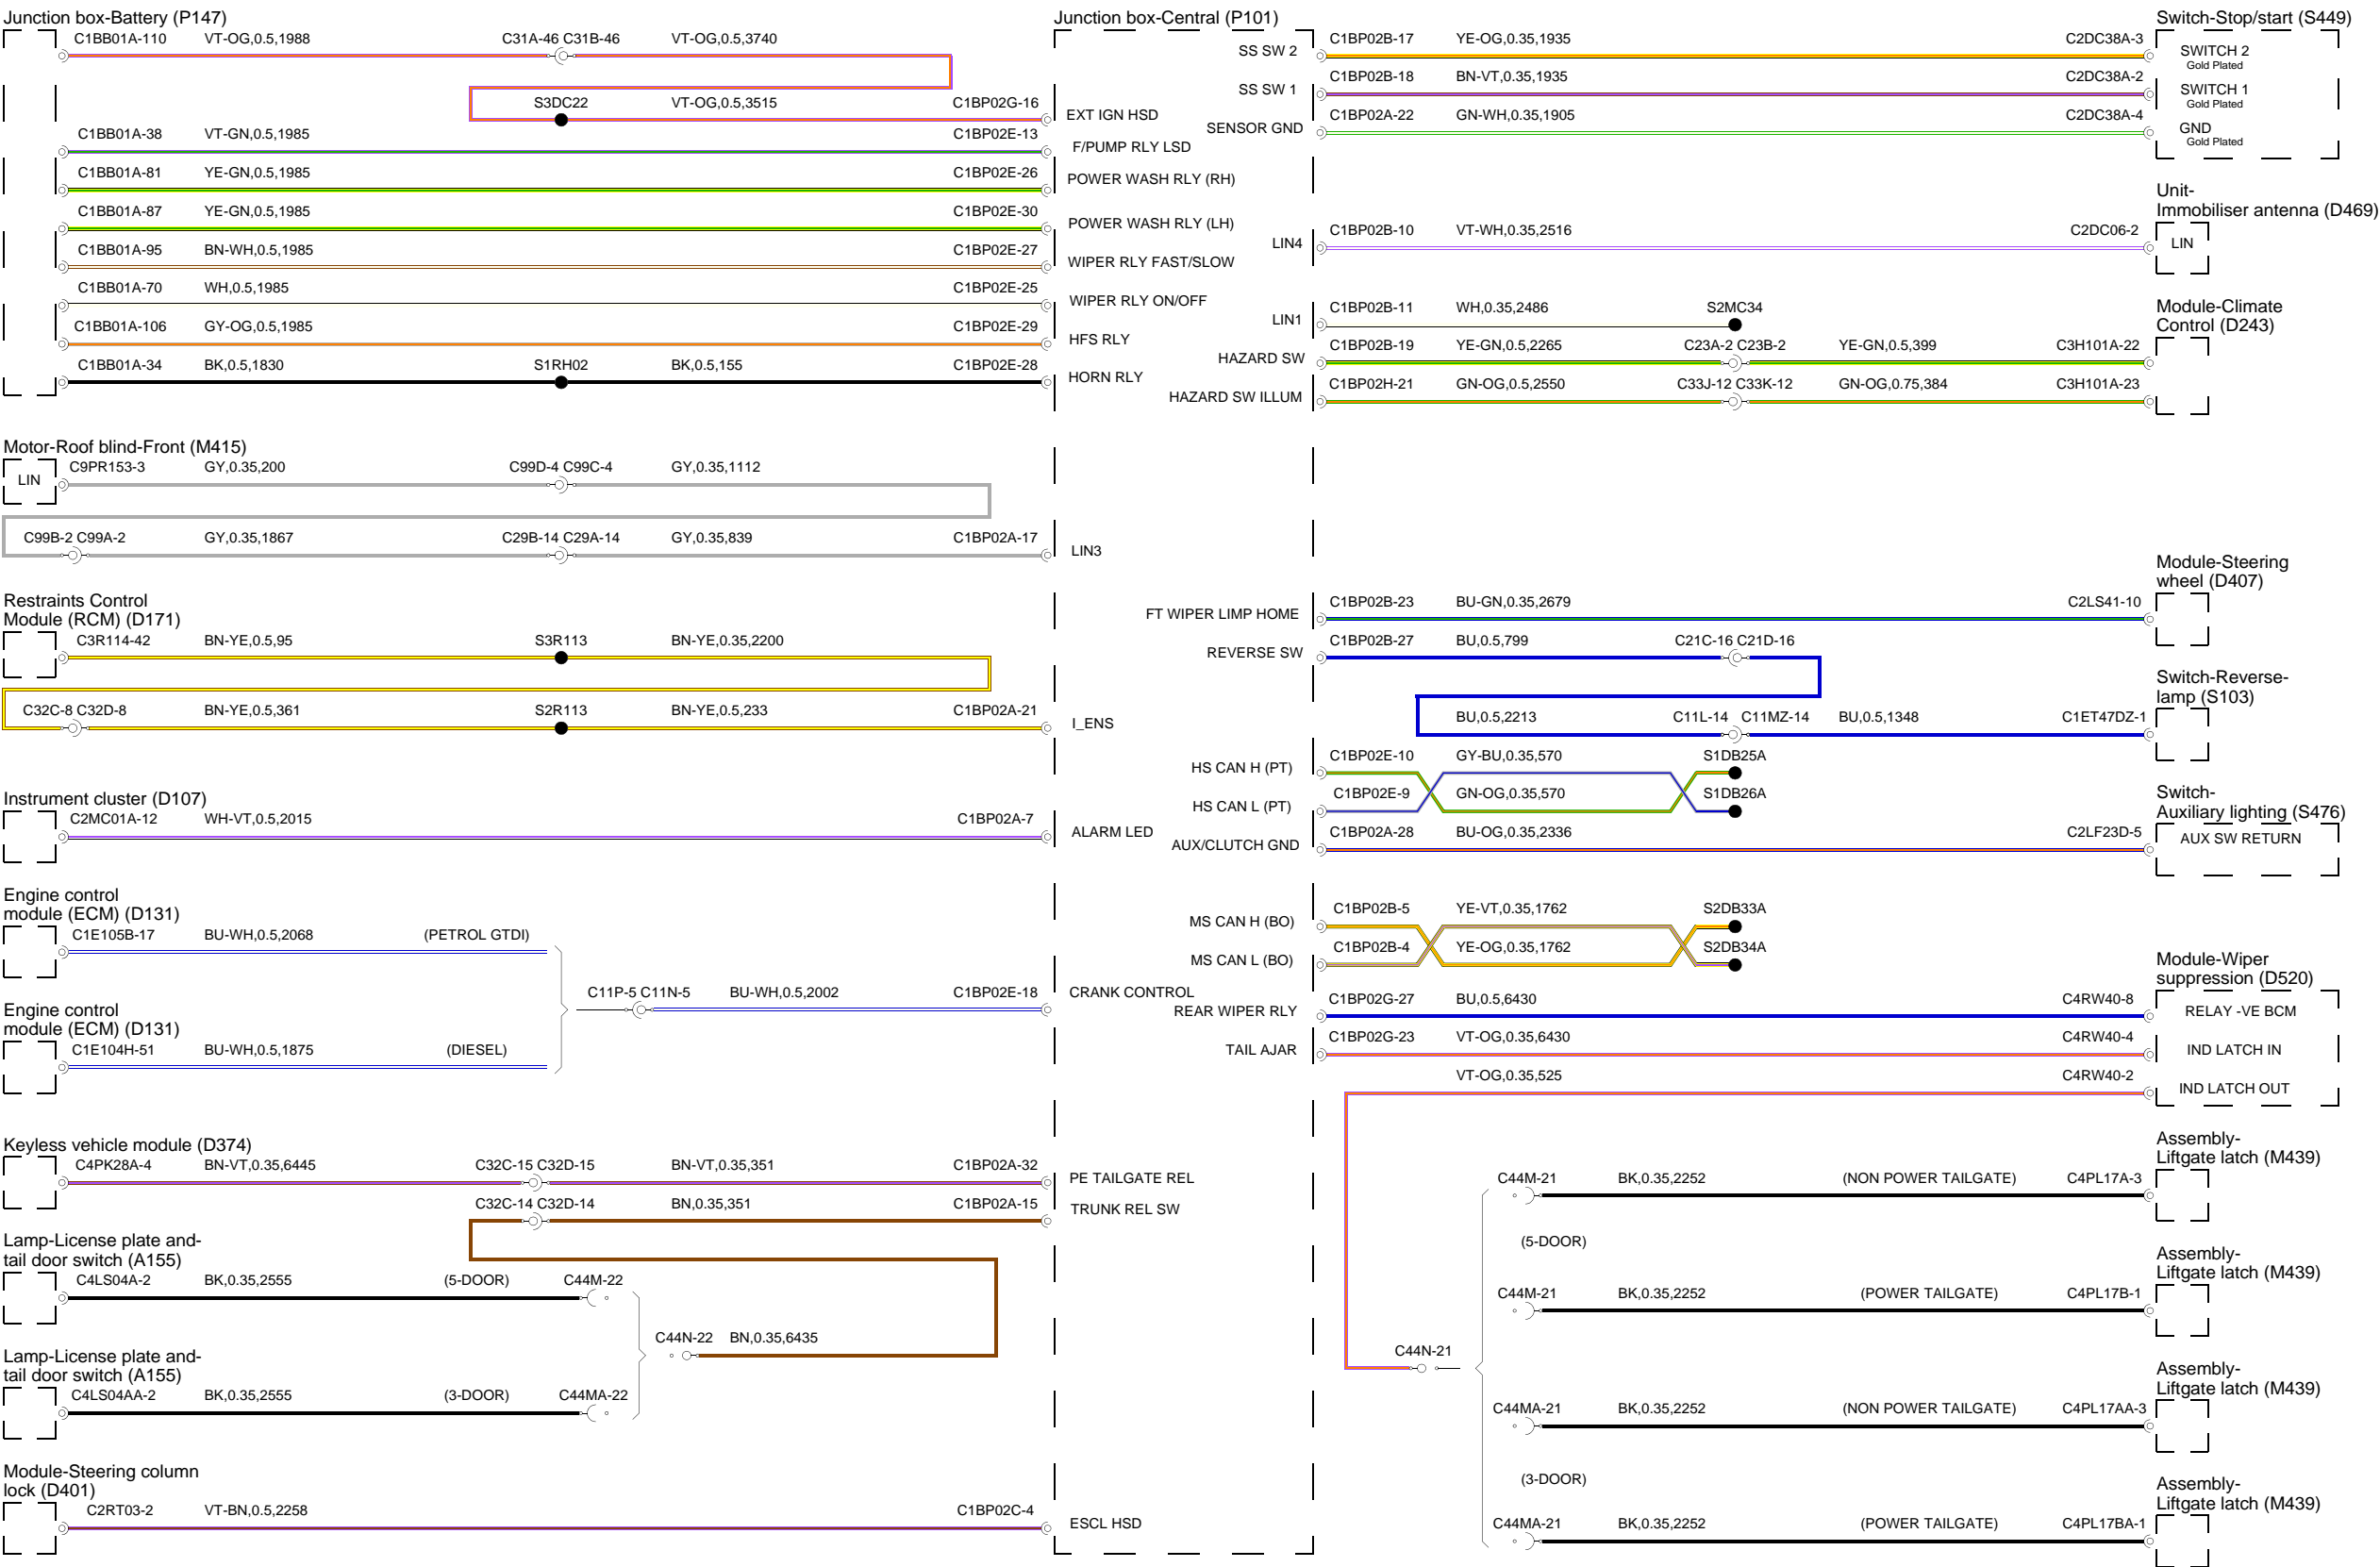 Junction box-Battery (P147)
C1BB01A-110 VT-OG,0.5,1988 C31A-46 C31B-46 VT-OG,0.5,3740
S3DC22 VT-OG,0.5,3515 C1BP02G-16
C1BB01A-38 VT-GN,0.5,1985 C1BP02E-13
C1BB01A-81 YE-GN,0.5,1985 C1BP02E-26
C1BB01A-87 YE-GN,0.5,1985 C1BP02E-30
C1BB01A-95 BN-WH,0.5,1985 C1BP02E-27
C1BB01A-70 WH,0.5,1985 C1BP02E-25
C1BB01A-106 GY-OG,0.5,1985 C1BP02E-29
C1BB01A-34 BK,0.5,1830 S1RH02 BK,0.5,155 C1BP02E-28
Motor-Roof blind-Front (M415)
LIN
C9PR153-3 GY,0.35,200 C99D-4 C99C-4 GY,0.35,1112
C99B-2 C99A-2 GY,0.35,1867 C29B-14 C29A-14 GY,0.35,839 C1BP02A-17
Restraints Control
Module (RCM) (D171)
C3R114-42 BN-YE,0.5,95 S3R113 BN-YE,0.35,2200
C32C-8 C32D-8 BN-YE,0.5,361 S2R113 BN-YE,0.5,233 C1BP02A-21
Instrument cluster (D107)
C2MC01A-12 WH-VT,0.5,2015 C1BP02A-7
Engine control
module (ECM) (D131)
C1E105B-17 BU-WH,0.5,2068 (PETROL GTDI)
C11P-5 C11N-5 BU-WH,0.5,2002 C1BP02E-18
Engine control
module (ECM) (D131)
C1E104H-51 BU-WH,0.5,1875 (DIESEL)
Keyless vehicle module (D374)
C4PK28A-4 BN-VT,0.35,6445 C32C-15 C32D-15 BN-VT,0.35,351 C1BP02A-32
C32C-14 C32D-14 BN,0.35,351 C1BP02A-15
Lamp-License plate and-
tail door switch (A155)
C4LS04A-2 BK,0.35,2555 (5-DOOR) C44M-22
C44N-22 BN,0.35,6435
Lamp-License plate and-
tail door switch (A155)
C4LS04AA-2 BK,0.35,2555 (3-DOOR) C44MA-22
Module-Steering column
lock (D401)
C2RT03-2 VT-BN,0.5,2258 C1BP02C-4
Junction box-Central (P101)
EXT IGN HSD
F/PUMP RLY LSD
POWER WASH RLY (RH)
POWER WASH RLY (LH)
WIPER RLY FAST/SLOW
WIPER RLY ON/OFF
HFS RLY
HORN RLY
LIN3
I_ENS
ALARM LED
CRANK CONTROL
PE TAILGATE REL
TRUNK REL SW
ESCL HSD
SS SW 2
SS SW 1
SENSOR GND
LIN4
LIN1
HAZARD SW
HAZARD SW ILLUM
FT WIPER LIMP HOME
REVERSE SW
HS CAN H (PT)
HS CAN L (PT)
AUX/CLUTCH GND
MS CAN H (BO)
MS CAN L (BO)
REAR WIPER RLY
TAIL AJAR
Switch-Stop/start (S449)
C1BP02B-17 YE-OG,0.35,1935 C2DC38A-3
SWITCH 2
Gold Plated
C1BP02B-18 BN-VT,0.35,1935 C2DC38A-2
SWITCH 1
Gold Plated
C1BP02A-22 GN-WH,0.35,1905 C2DC38A-4
GND
Gold Plated
Unit-
Immobiliser antenna (D469)
C1BP02B-10 VT-WH,0.35,2516 C2DC06-2
LIN
Module-Climate
Control (D243)
C1BP02B-11 WH,0.35,2486 S2MC34
C1BP02B-19 YE-GN,0.5,2265 C23A-2 C23B-2 YE-GN,0.5,399 C3H101A-22
C1BP02H-21 GN-OG,0.5,2550 C33J-12 C33K-12 GN-OG,0.75,384 C3H101A-23
Module-Steering
wheel (D407)
C1BP02B-23 BU-GN,0.35,2679 C2LS41-10
C1BP02B-27 BU,0.5,799 C21C-16 C21D-16
Switch-Reverse-
lamp (S103)
BU,0.5,2213 C11L-14 C11MZ-14 BU,0.5,1348 C1ET47DZ-1
C1BP02E-10 GY-BU,0.35,570 S1DB25A
C1BP02E-9 GN-OG,0.35,570 S1DB26A
Switch-
Auxiliary lighting (S476)
C1BP02A-28 BU-OG,0.35,2336 C2LF23D-5
AUX SW RETURN
C1BP02B-5 YE-VT,0.35,1762 S2DB33A
C1BP02B-4 YE-OG,0.35,1762 S2DB34A
Module-Wiper
suppression (D520)
C1BP02G-27 BU,0.5,6430 C4RW40-8
RELAY -VE BCM
C1BP02G-23 VT-OG,0.35,6430 C4RW40-4
IND LATCH IN
VT-OG,0.35,525 C4RW40-2
IND LATCH OUT
Assembly-
Liftgate latch (M439)
C44M-21 BK,0.35,2252 (NON POWER TAILGATE) C4PL17A-3
(5-DOOR)
Assembly-
Liftgate latch (M439)
C44M-21 BK,0.35,2252 (POWER TAILGATE) C4PL17B-1
C44N-21
Assembly-
Liftgate latch (M439)
C44MA-21 BK,0.35,2252 (NON POWER TAILGATE) C4PL17AA-3
(3-DOOR)
Assembly-
Liftgate latch (M439)
C44MA-21 BK,0.35,2252 (POWER TAILGATE) C4PL17BA-1